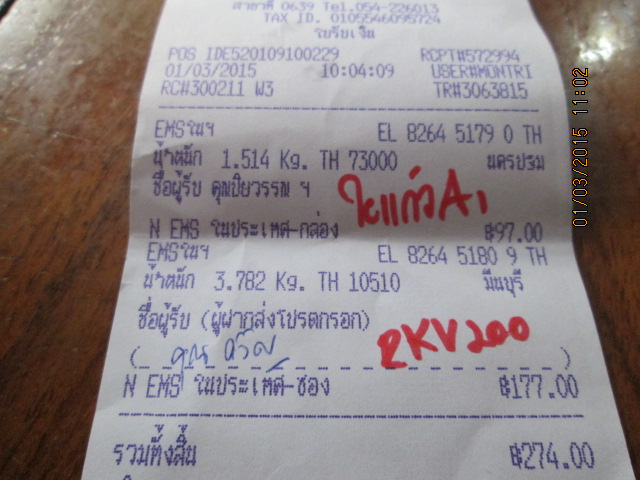 สาขาที่ 0639 Tel.054-226013
TAX ID. 0105546095724
ใบรับเงิน
POS IDE520109100229 RCPT#572994
01/03/2015 10:04:09 USER#MONTRI
RC#300211 W3 TR#3063815
EMSในฯ EL 8264 5179 0 TH
น้ำหนัก 1.514 Kg. TH 73000 นครปฐม
ชื่อผู้รับ คุณปิยวรรณ ฯ
ใบแก้ว A1
N EMS ในประเทศ-กล่อง ฿97.00
EMSในฯ EL 8264 5180 9 TH
น้ำหนัก 3.782 Kg. TH 10510 มีนบุรี
ชื่อผู้รับ (ผู้ฝากส่งโปรดกรอก)
( คุณ ) RKV200
N EMS ในประเทศ-ซอง ฿177.00
รวมทั้งสิ้น ฿274.00
01/03/2015 11:02